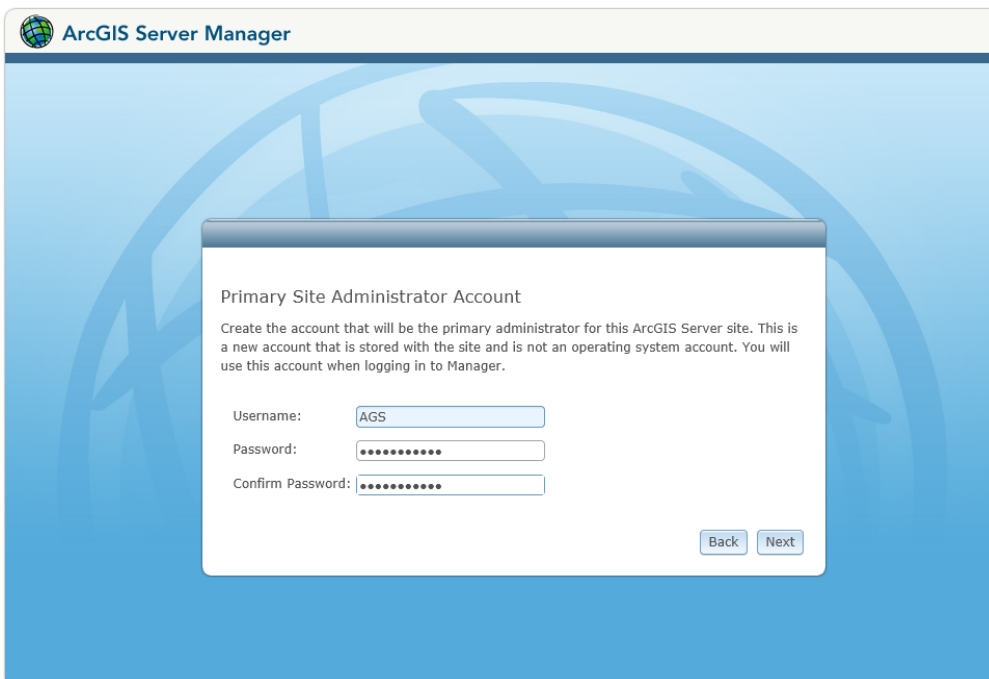 ArcGIS Server Manager
Primary Site Administrator Account
Create the account that will be the primary administrator for this ArcGIS Server site. This is
a new account that is stored with the site and is not an operating system account. You will
use this account when logging in to Manager.
Username: AGS
Password: ●●●●●●●●●●●
Confirm Password: ●●●●●●●●●●●
Back Next